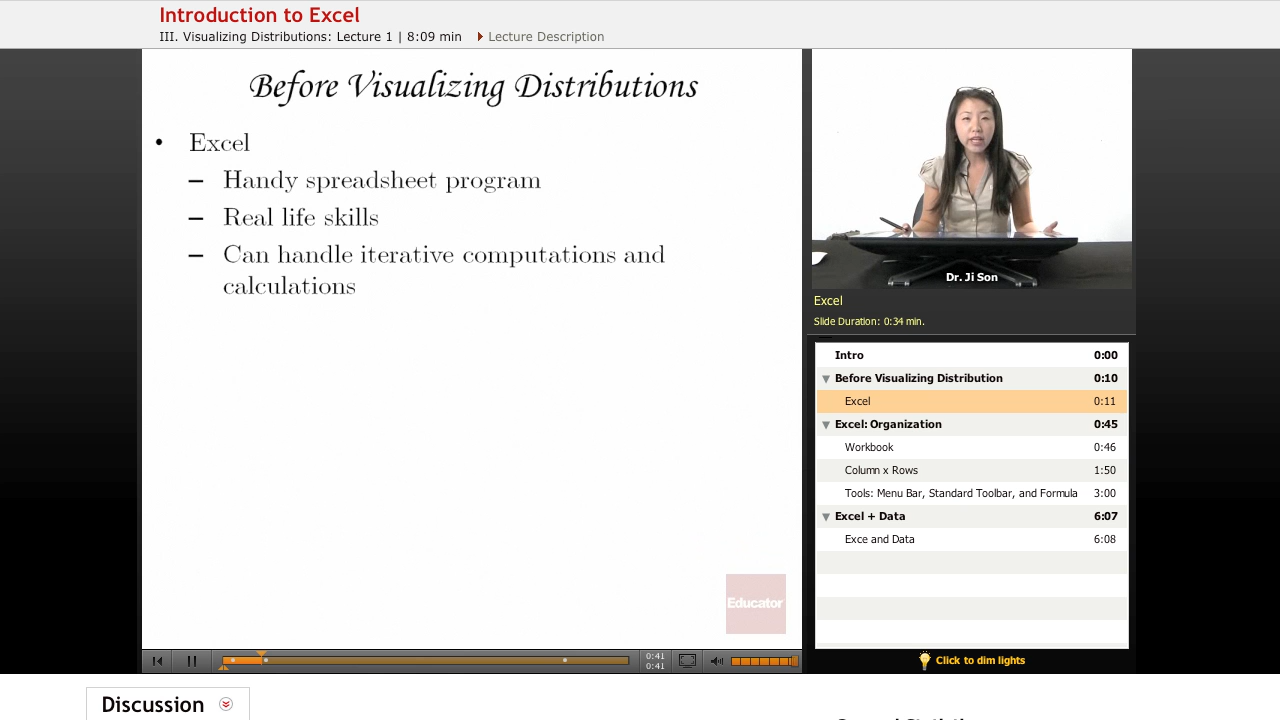 Introduction to Excel
III. Visualizing Distributions: Lecture 1 | 8:09 min
Lecture Description
Before Visualizing Distributions
• Excel
– Handy spreadsheet program
– Real life skills
– Can handle iterative computations and
calculations
Educator
0:41
0:41
Dr. Ji Son
Excel
Slide Duration: 0:34 min.
Intro 0:00
Before Visualizing Distribution 0:10
Excel 0:11
Excel: Organization 0:45
Workbook 0:46
Column x Rows 1:50
Tools: Menu Bar, Standard Toolbar, and Formula 3:00
Excel + Data 6:07
Exce and Data 6:08
Click to dim lights
Discussion